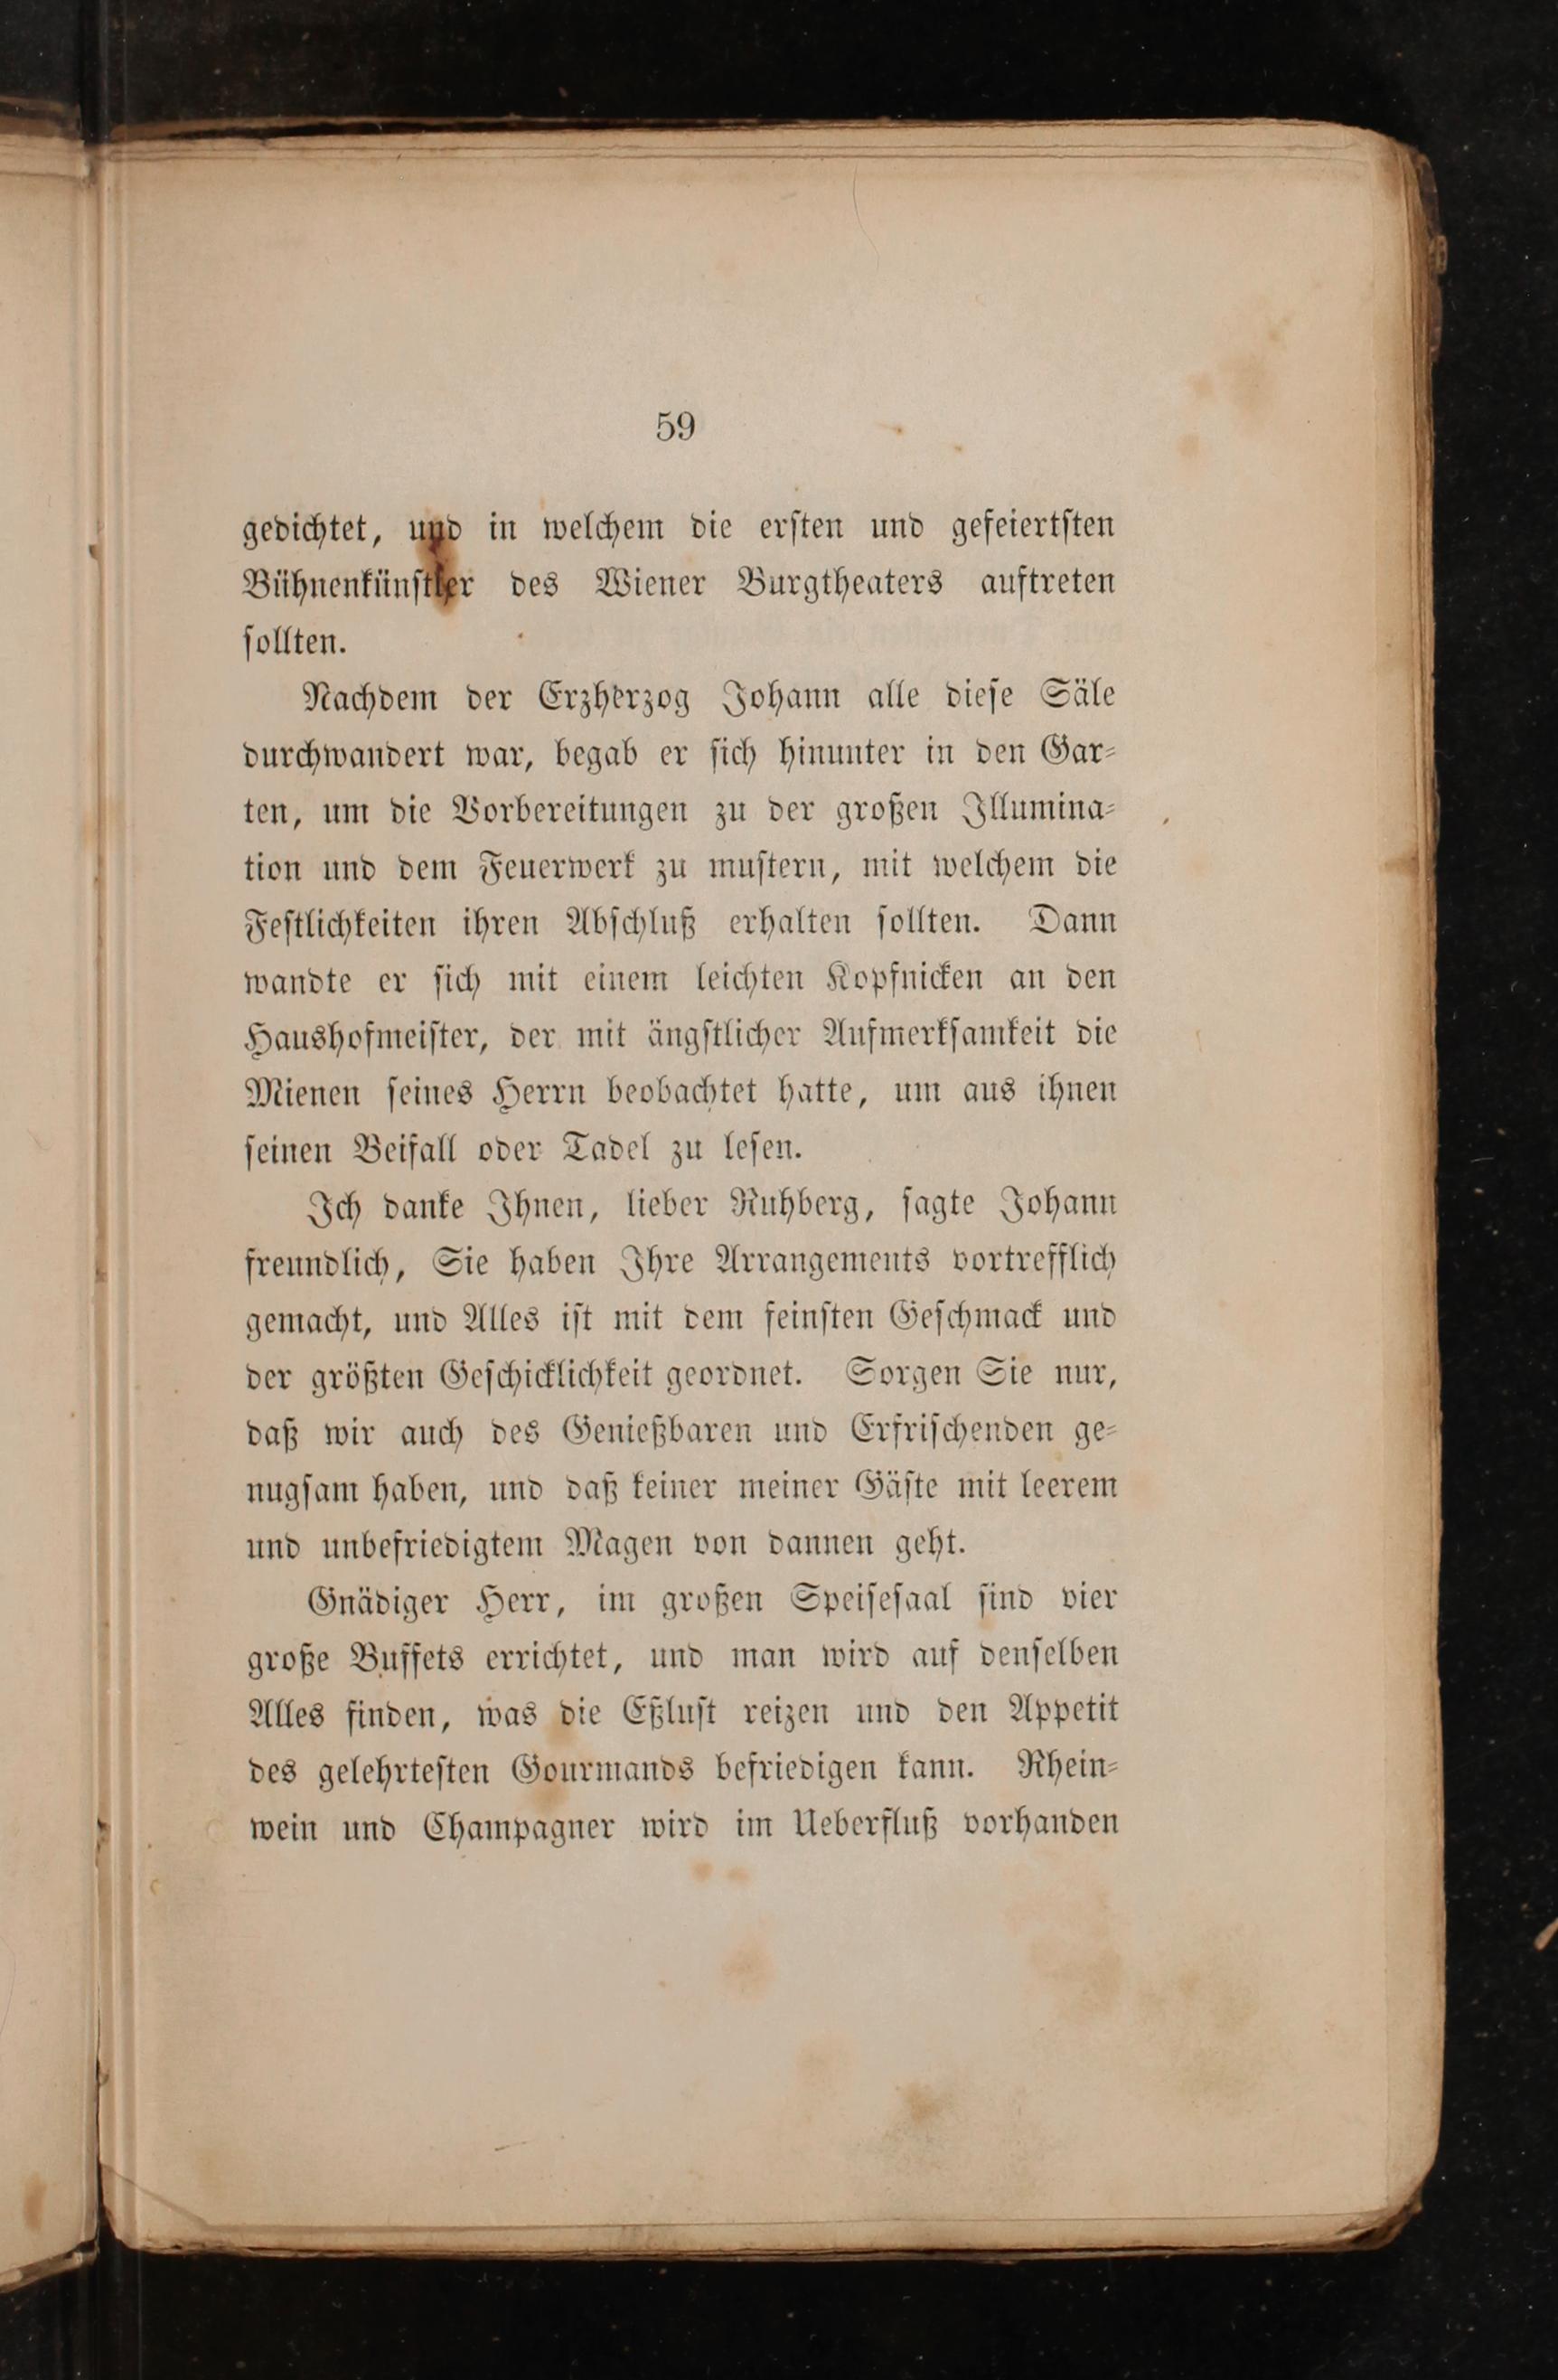 59
gedichtet, und in welchem die erſten und gefeiertſten
Bühnenkünſtler des Wiener Burgtheaters auftreten
ſollten.
Nachdem der Erzherzog Johann alle dieſe Säle
durchwandert war, begab er ſich hinunter in den Gar⸗
ten, um die Vorbereitungen zu der großen Illumina⸗
tion und dem Feuerwerk zu muſtern, mit welchem die
Feſtlichkeiten ihren Abſchluß erhalten ſollten. Dann
wandte er ſich mit einem leichten Kopfnicken an den
Haushofmeiſter, der mit ängſtlicher Aufmerkſamkeit die
Mienen ſeines Herrn beobachtet hatte, um aus ihnen
ſeinen Beifall oder Tadel zu leſen.
Ich danke Ihnen, lieber Ruhberg, ſagte Johann
freundlich, Sie haben Ihre Arrangements vortrefflich
gemacht, und Alles iſt mit dem feinſten Geſchmack und
der größten Geſchicklichkeit geordnet. Sorgen Sie nur,
daß wir auch des Genießbaren und Erfriſchenden ge⸗
nugſam haben, und daß keiner meiner Gäſte mit leerem
und unbefriedigtem Magen von dannen geht.
Gnädiger Herr, im großen Speiſeſaal ſind vier
große Buffets errichtet, und man wird auf denſelben
Alles finden, was die Eßluſt reizen und den Appetit
des gelehrteſten Gourmands befriedigen kann. Rhein⸗
wein und Champagner wird im Ueberfluß vorhanden